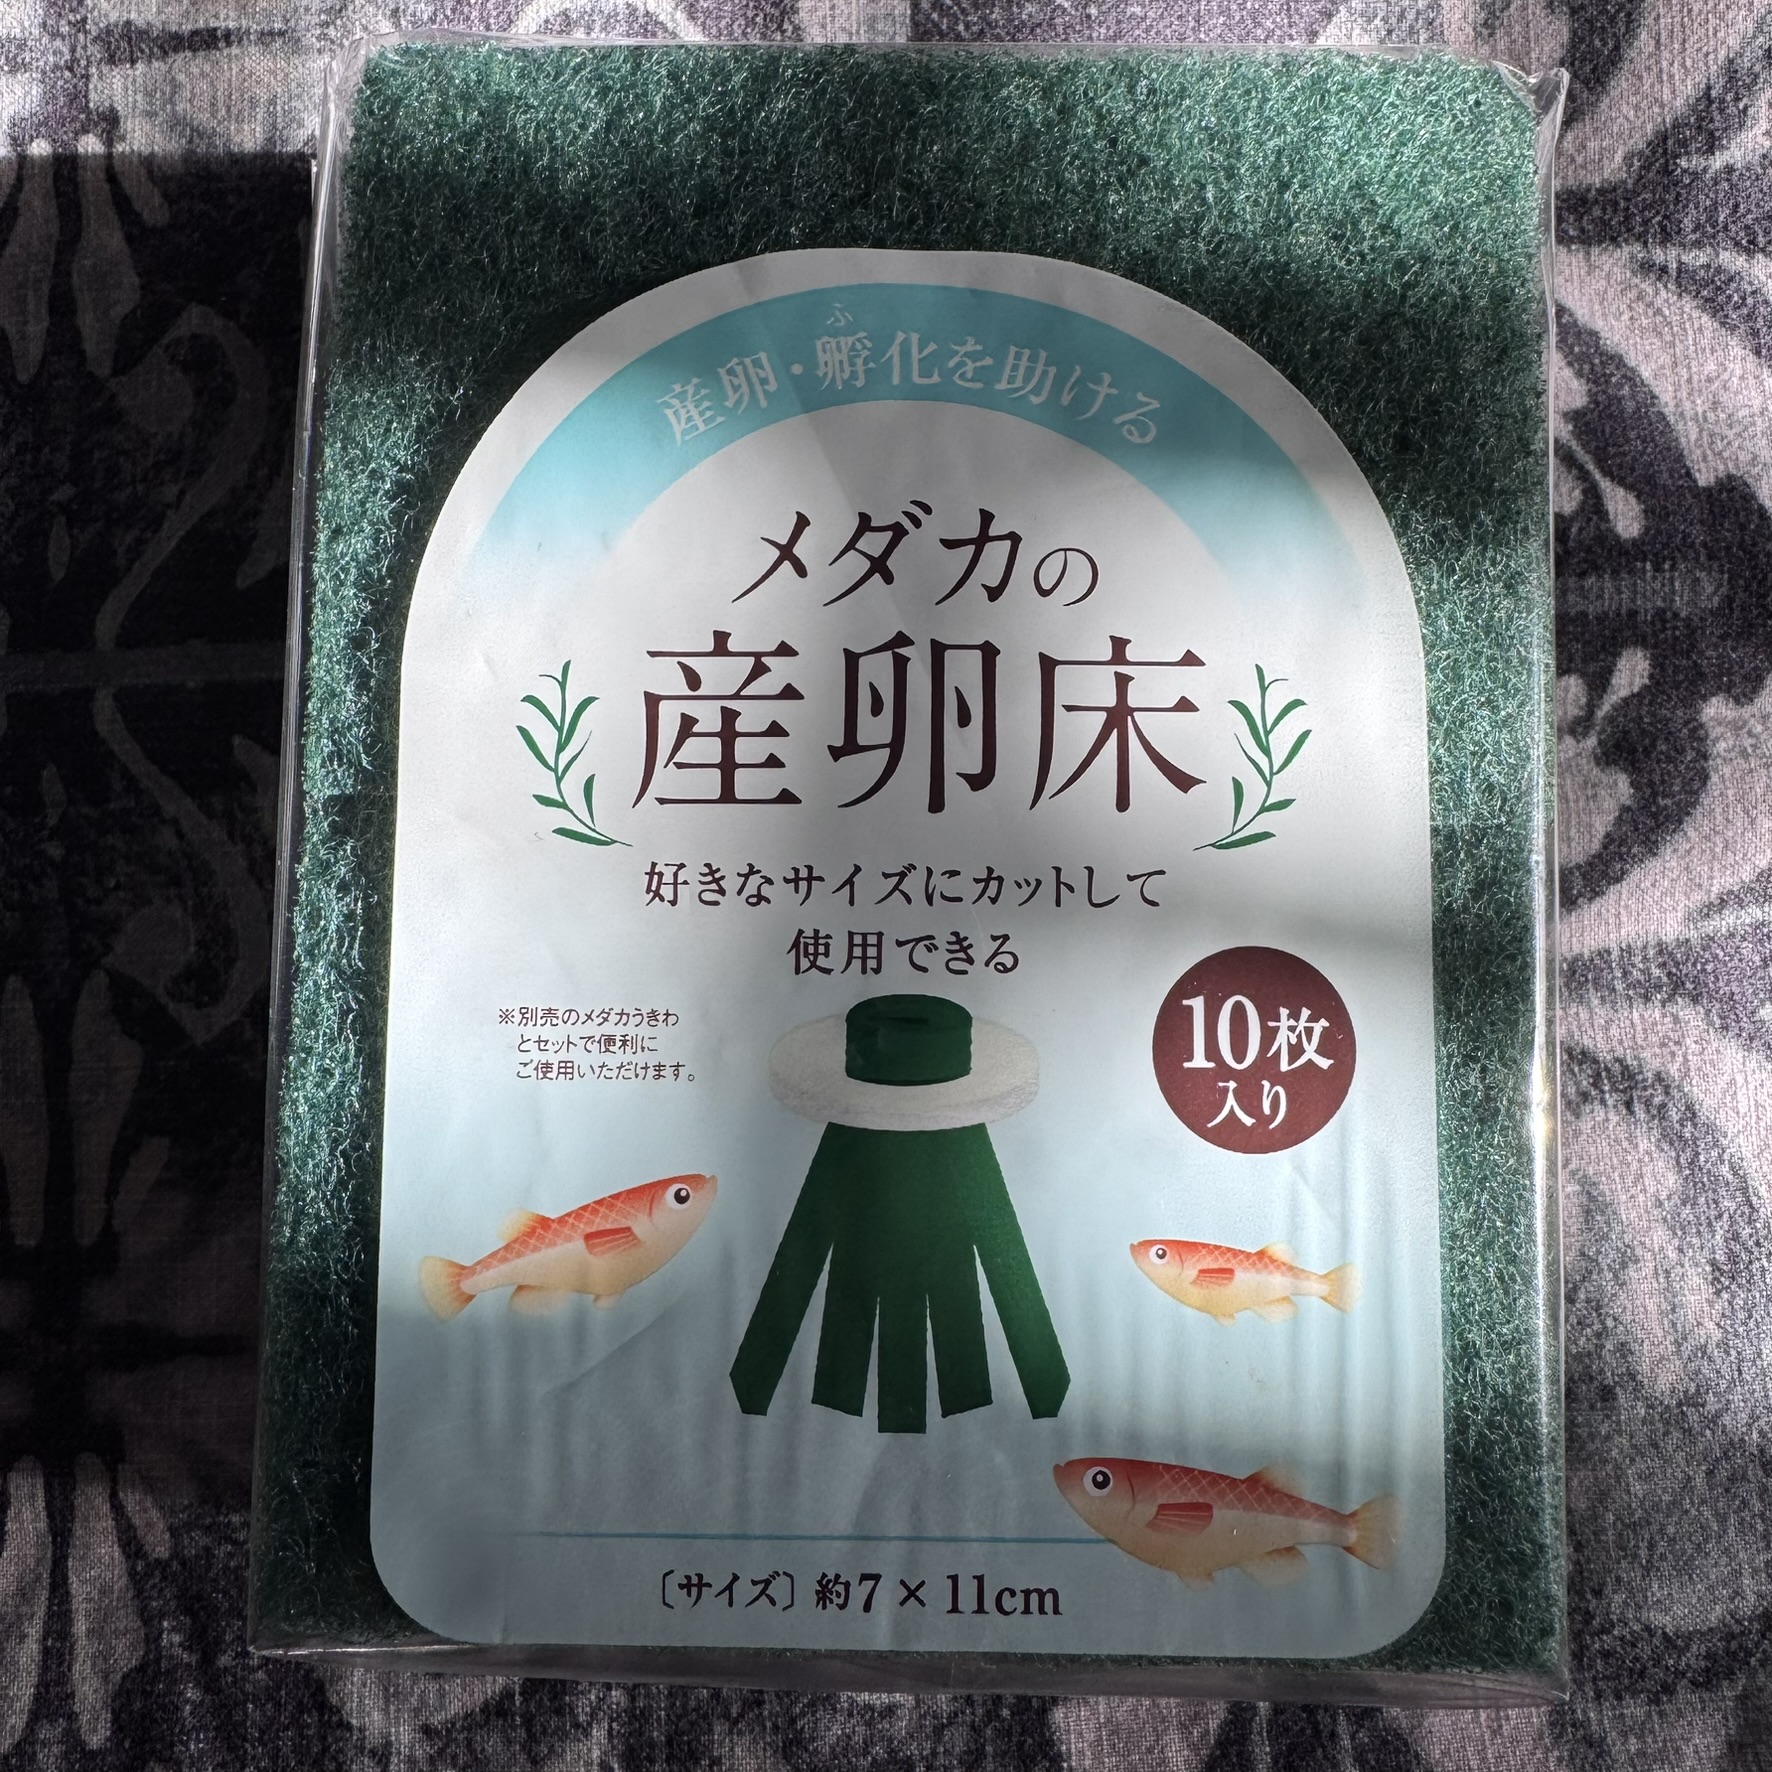 産卵・孵化を助ける
ふ
メダカの
産卵床
好きなサイズにカットして
使用できる
※別売のメダカうきわ
とセットで便利に
ご使用いただけます。
10枚
入り
〔サイズ〕約7×11cm